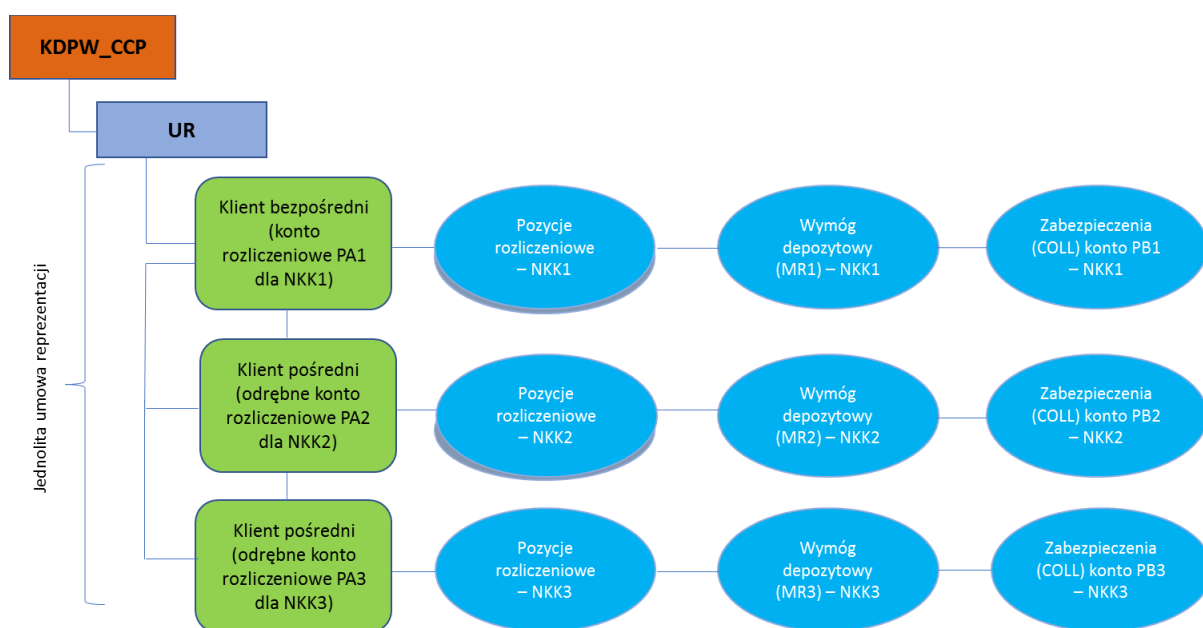 KDPW_CCP
UR
Jednolita umowa reprezentacji
Klient bezpośredni
(konto
rozliczeniowe PA1
dla NKK1)
Pozycje
rozliczeniowe
– NKK1
Wymóg
depozytowy
(MR1) – NKK1
Zabezpieczenia
(COLL) konto PB1
– NKK1
Klient pośredni
(odrębne konto
rozliczeniowe PA2
dla NKK2)
Pozycje
rozliczeniowe
– NKK2
Wymóg
depozytowy
(MR2) – NKK2
Zabezpieczenia
(COLL) konto PB2
– NKK2
Klient pośredni
(odrębne konto
rozliczeniowe PA3
dla NKK3)
Pozycje
rozliczeniowe
– NKK3
Wymóg
depozytowy
(MR3) – NKK3
Zabezpieczenia
(COLL) konto PB3
– NKK3